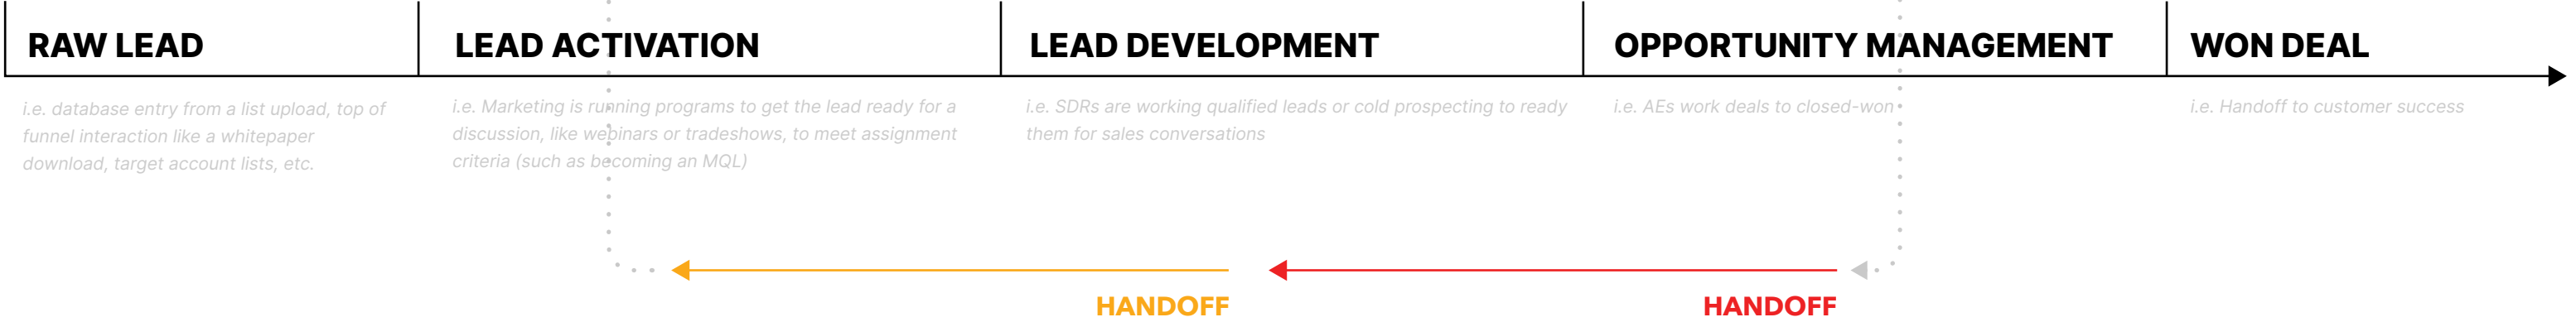 RAW LEAD
LEAD ACTIVATION
LEAD DEVELOPMENT
OPPORTUNITY MANAGEMENT
WON DEAL
i.e. database entry from a list upload, top of
funnel interaction like a whitepaper
download, target account lists, etc.
i.e. Marketing is running programs to get the lead ready for a
discussion, like webinars or tradeshows, to meet assignment
criteria (such as becoming an MQL)
i.e. SDRs are working qualified leads or cold prospecting to ready
them for sales conversations
i.e. AEs work deals to closed-won
i.e. Handoff to customer success
HANDOFF
HANDOFF